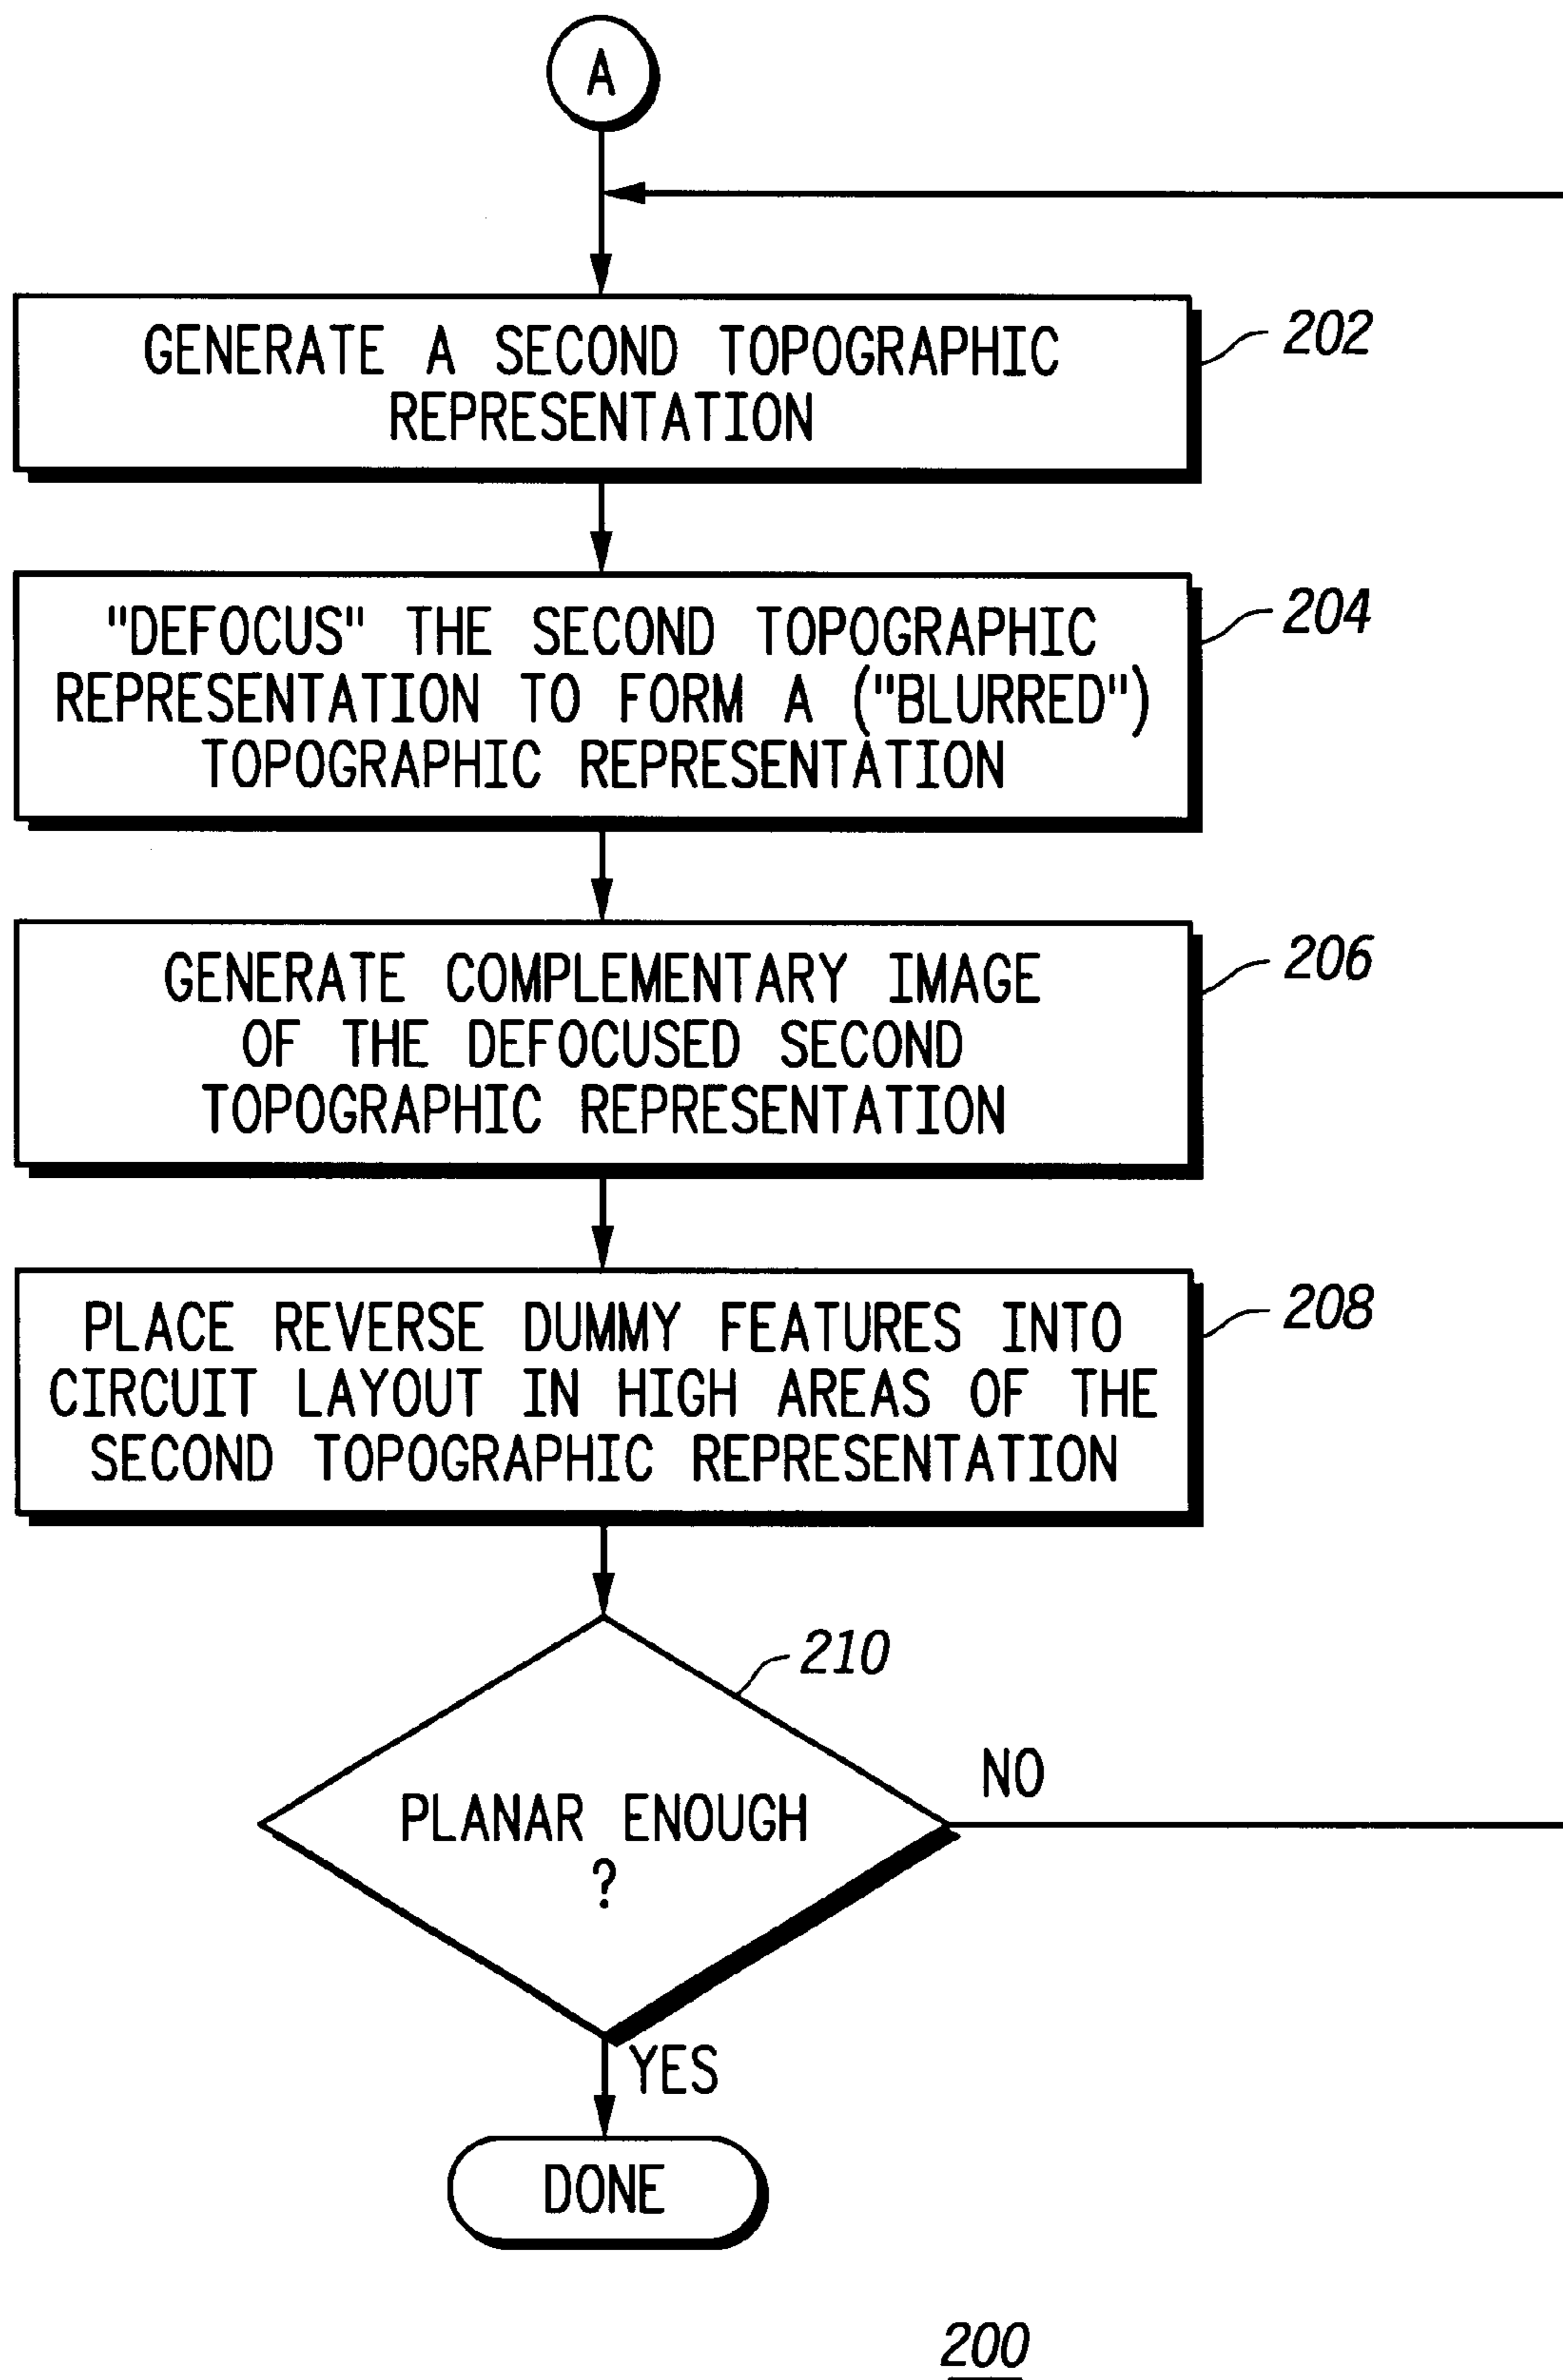 A
GENERATE A SECOND TOPOGRAPHIC
REPRESENTATION
202
"DEFOCUS" THE SECOND TOPOGRAPHIC
REPRESENTATION TO FORM A ("BLURRED")
TOPOGRAPHIC REPRESENTATION
204
GENERATE COMPLEMENTARY IMAGE
OF THE DEFOCUSED SECOND
TOPOGRAPHIC REPRESENTATION
206
PLACE REVERSE DUMMY FEATURES INTO
CIRCUIT LAYOUT IN HIGH AREAS OF THE
SECOND TOPOGRAPHIC REPRESENTATION
208
210
PLANAR ENOUGH
?
NO
YES
DONE
200